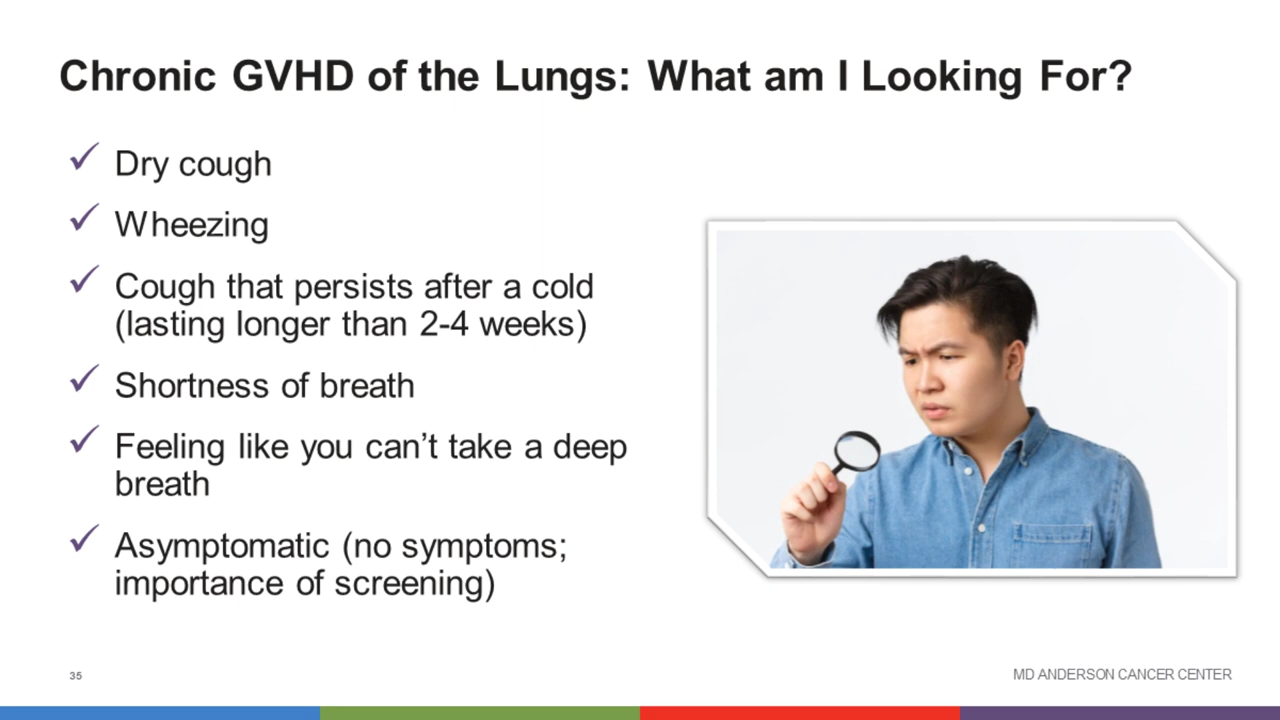 Chronic GVHD of the Lungs: What am I Looking For?
Dry cough
Wheezing
Cough that persists after a cold
(lasting longer than 2-4 weeks)
Shortness of breath
Feeling like you can’t take a deep
breath
Asymptomatic (no symptoms;
importance of screening)
35
MD ANDERSON CANCER CENTER